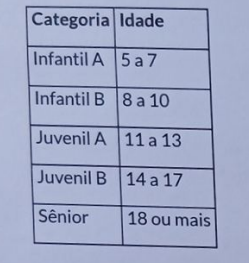 Categoria Idade
Infantil A 5 a 7
Infantil B 8 a 10
Juvenil A 11 a 13
Juvenil B 14 a 17
Sênior 18 ou mais